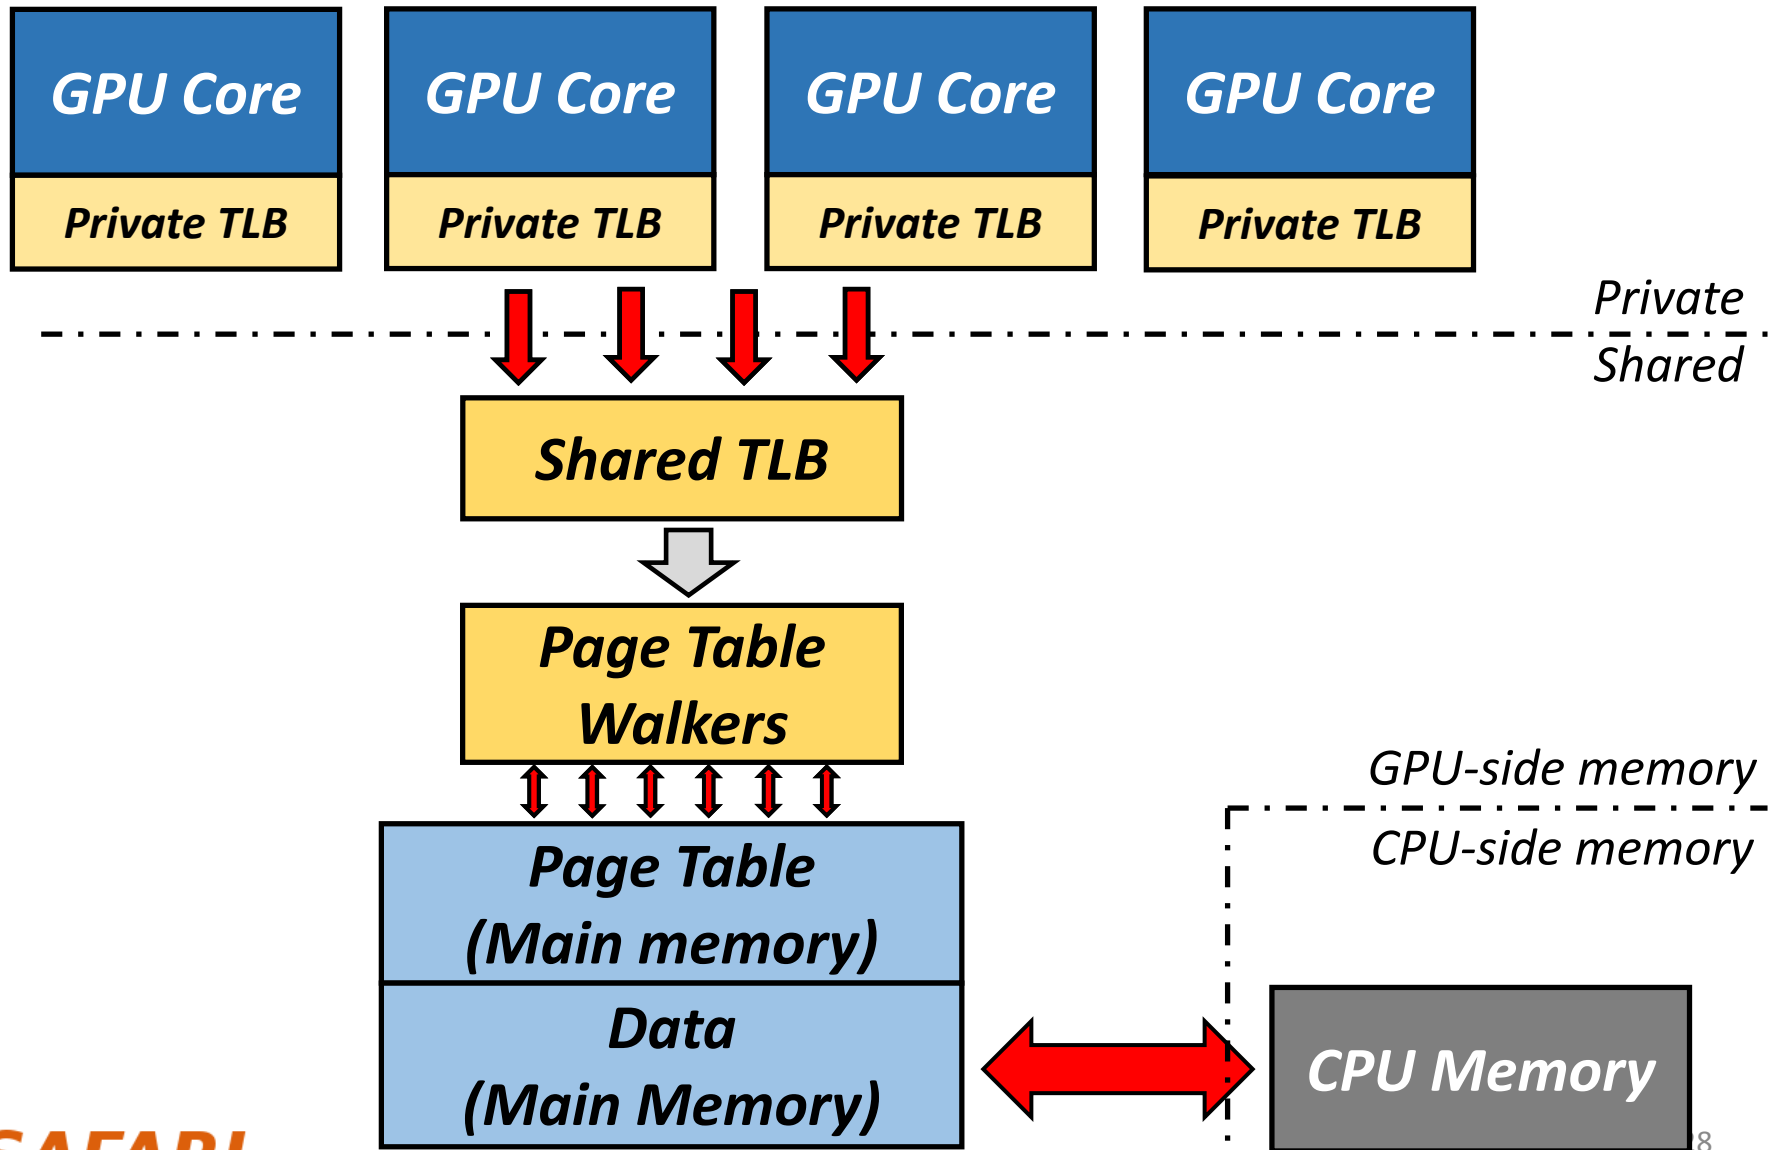 GPU Core
GPU Core
GPU Core
GPU Core
Private TLB
Private TLB
Private TLB
Private TLB
Private
Shared
Shared TLB
Page Table
Walkers
GPU-side memory
CPU-side memory
Page Table
(Main memory)
Data
(Main Memory)
CPU Memory
SAFARI